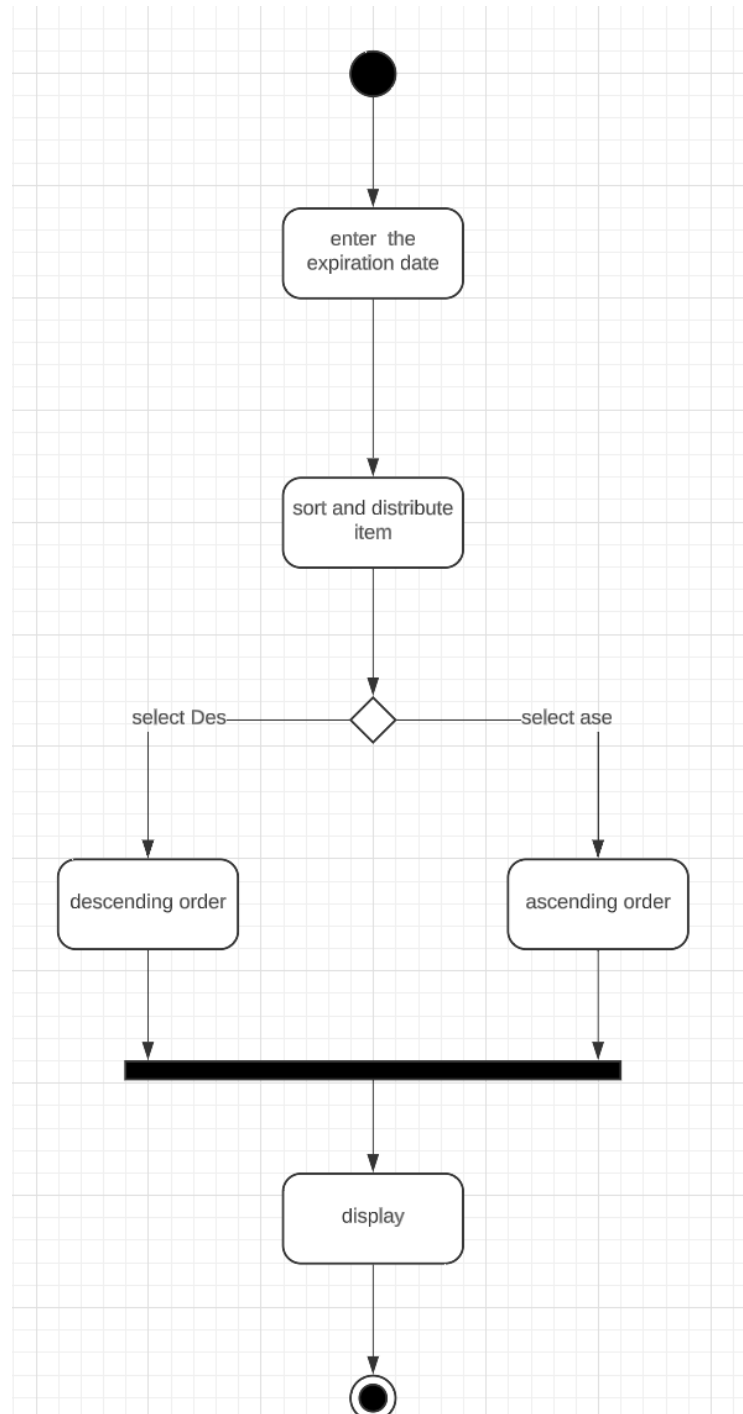 enter the
expiration date
sort and distribute
item
select Des
select ase
descending order
ascending order
display